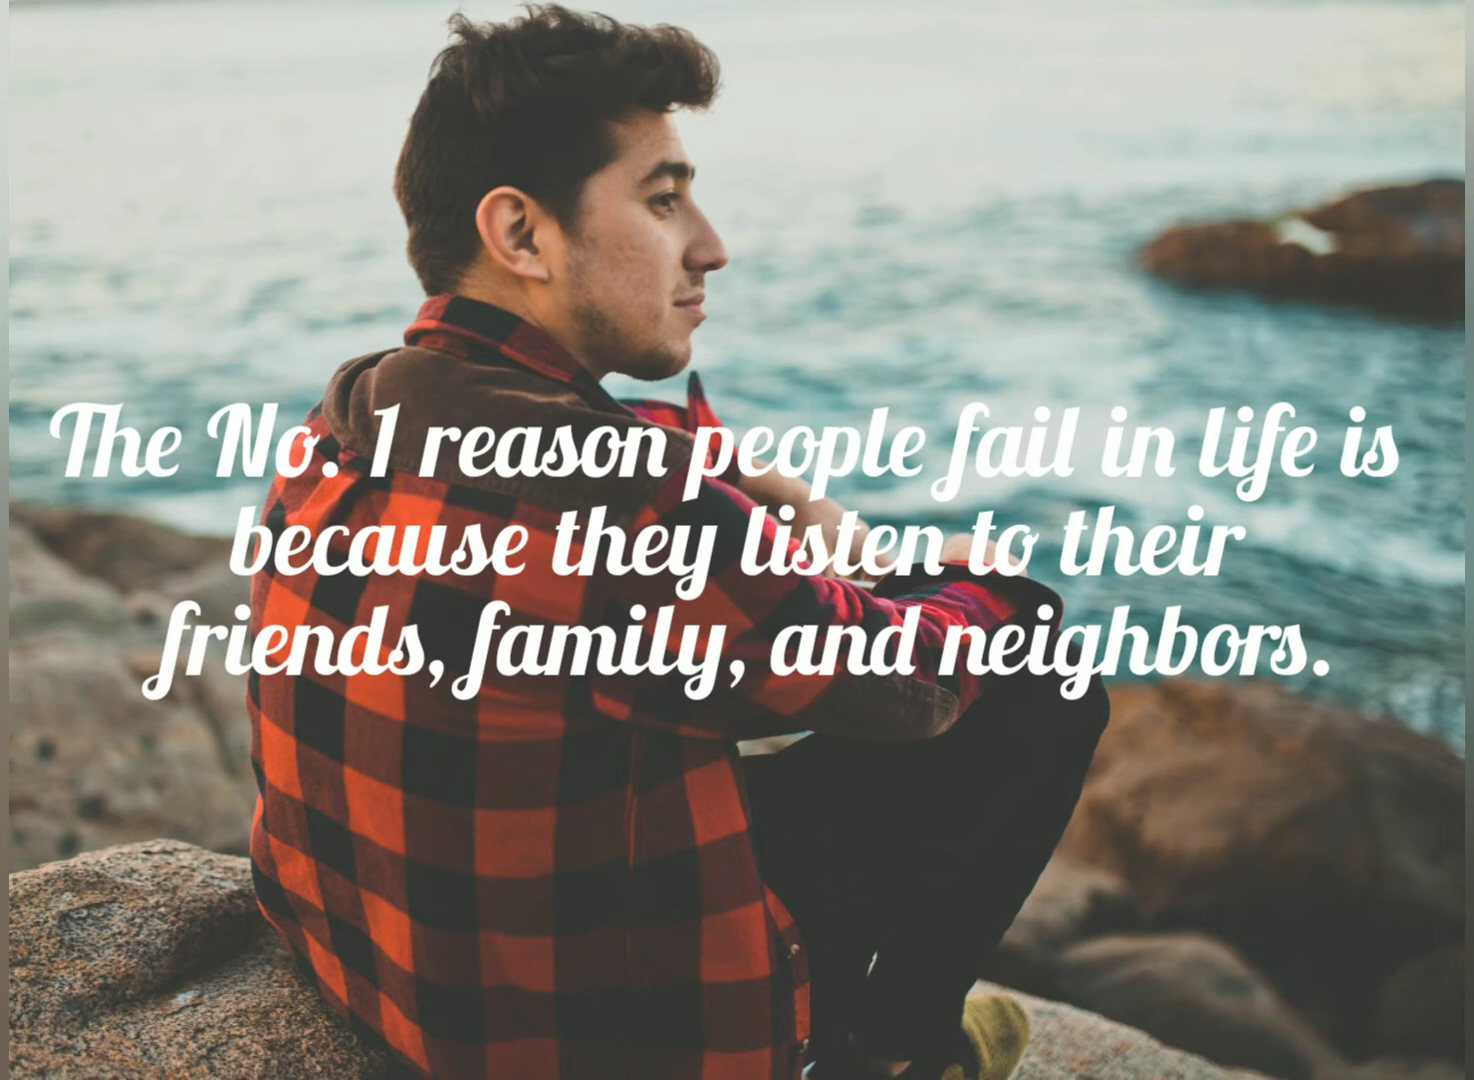 The No. 1 reason people fail in life is
because they listen to their
friends, family, and neighbors.